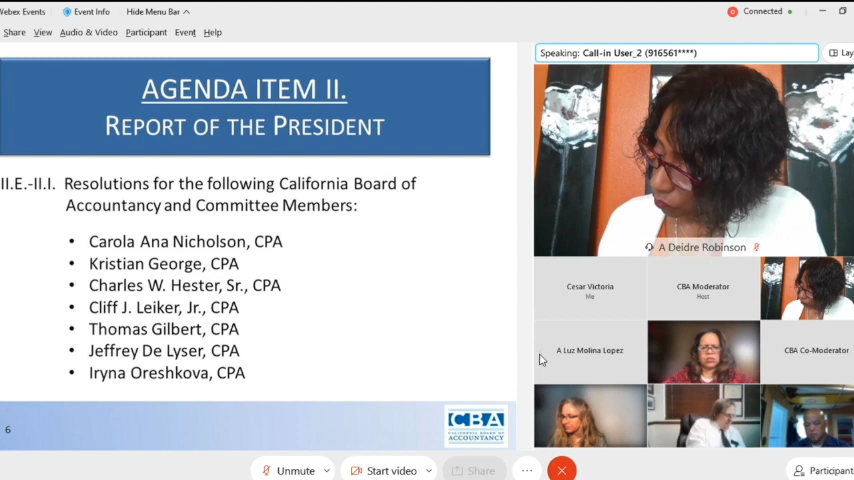 Webex Events
Event Info
Hide Menu Bar
Connected
Share View Audio & Video Participant Event Help
Speaking: Call-in User_2 (916561****)
Lay
AGENDA ITEM II.
REPORT OF THE PRESIDENT
II.E.-II.I. Resolutions for the following California Board of
Accountancy and Committee Members:
• Carola Ana Nicholson, CPA
• Kristian George, CPA
• Charles W. Hester, Sr., CPA
• Cliff J. Leiker, Jr., CPA
• Thomas Gilbert, CPA
• Jeffrey De Lyser, CPA
• Iryna Oreshkova, CPA
6
CBA
CALIFORNIA BOARD OF
ACCOUNTANCY
A Deidre Robinson
Cesar Victoria
Me
CBA Moderator
Host
A Luz Molina Lopez
CBA Co-Moderator
Unmute
Start video
Share
Participant